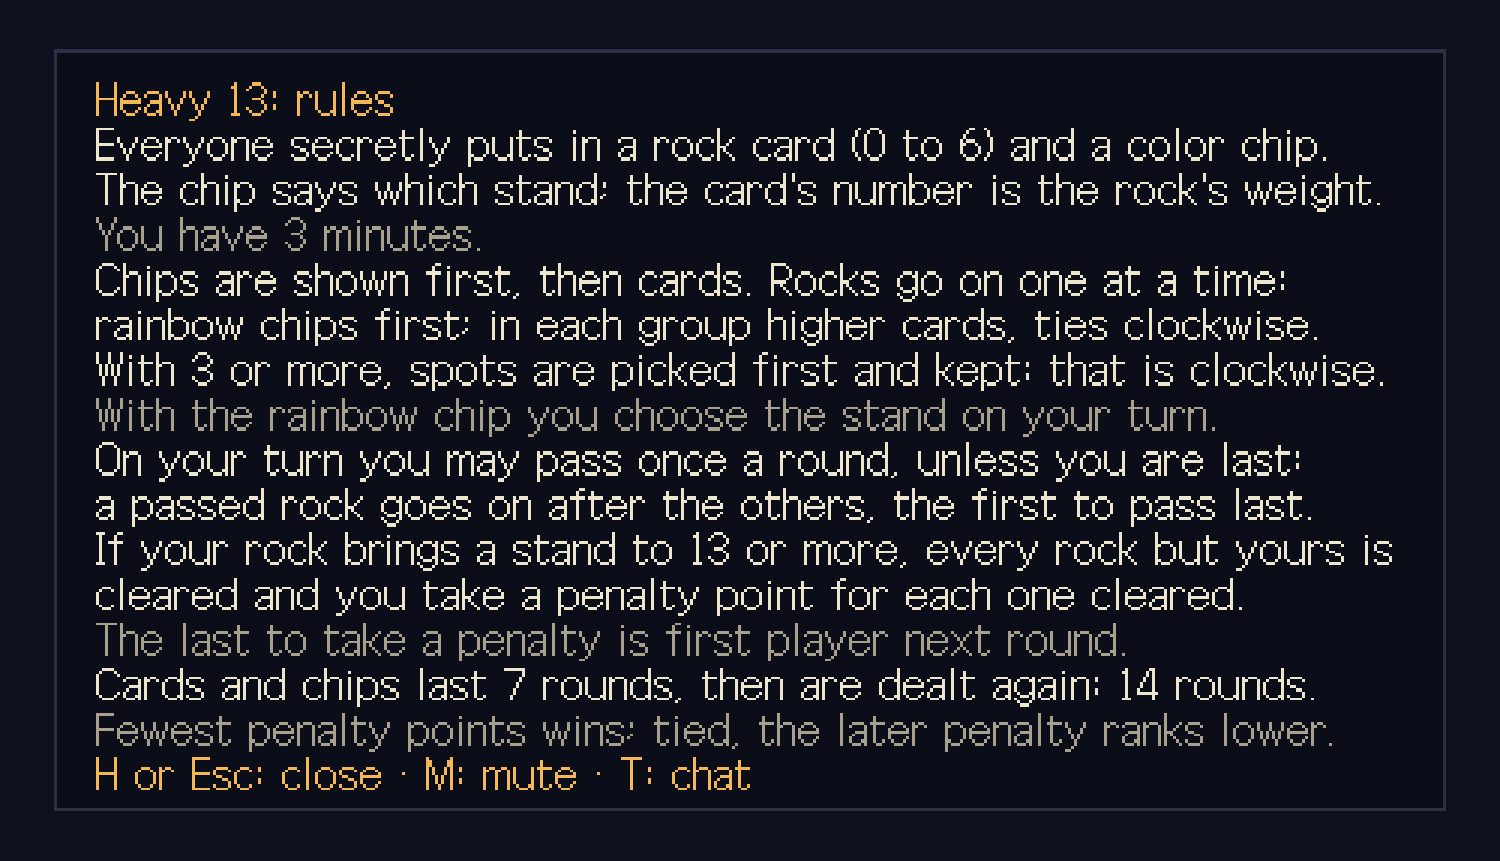 Heavy 13: rules
Everyone secretly puts in a rock card (0 to 6) and a color chip.
The chip says which stand; the card's number is the rock's weight.
You have 3 minutes.
Chips are shown first, then cards. Rocks go on one at a time:
rainbow chips first; in each group higher cards, ties clockwise.
With 3 or more, spots are picked first and kept: that is clockwise.
With the rainbow chip you choose the stand on your turn.
On your turn you may pass once a round, unless you are last:
a passed rock goes on after the others, the first to pass last.
If your rock brings a stand to 13 or more, every rock but yours is
cleared and you take a penalty point for each one cleared.
The last to take a penalty is first player next round.
Cards and chips last 7 rounds, then are dealt again: 14 rounds.
Fewest penalty points wins; tied, the later penalty ranks lower.
H or Esc: close · M: mute · T: chat